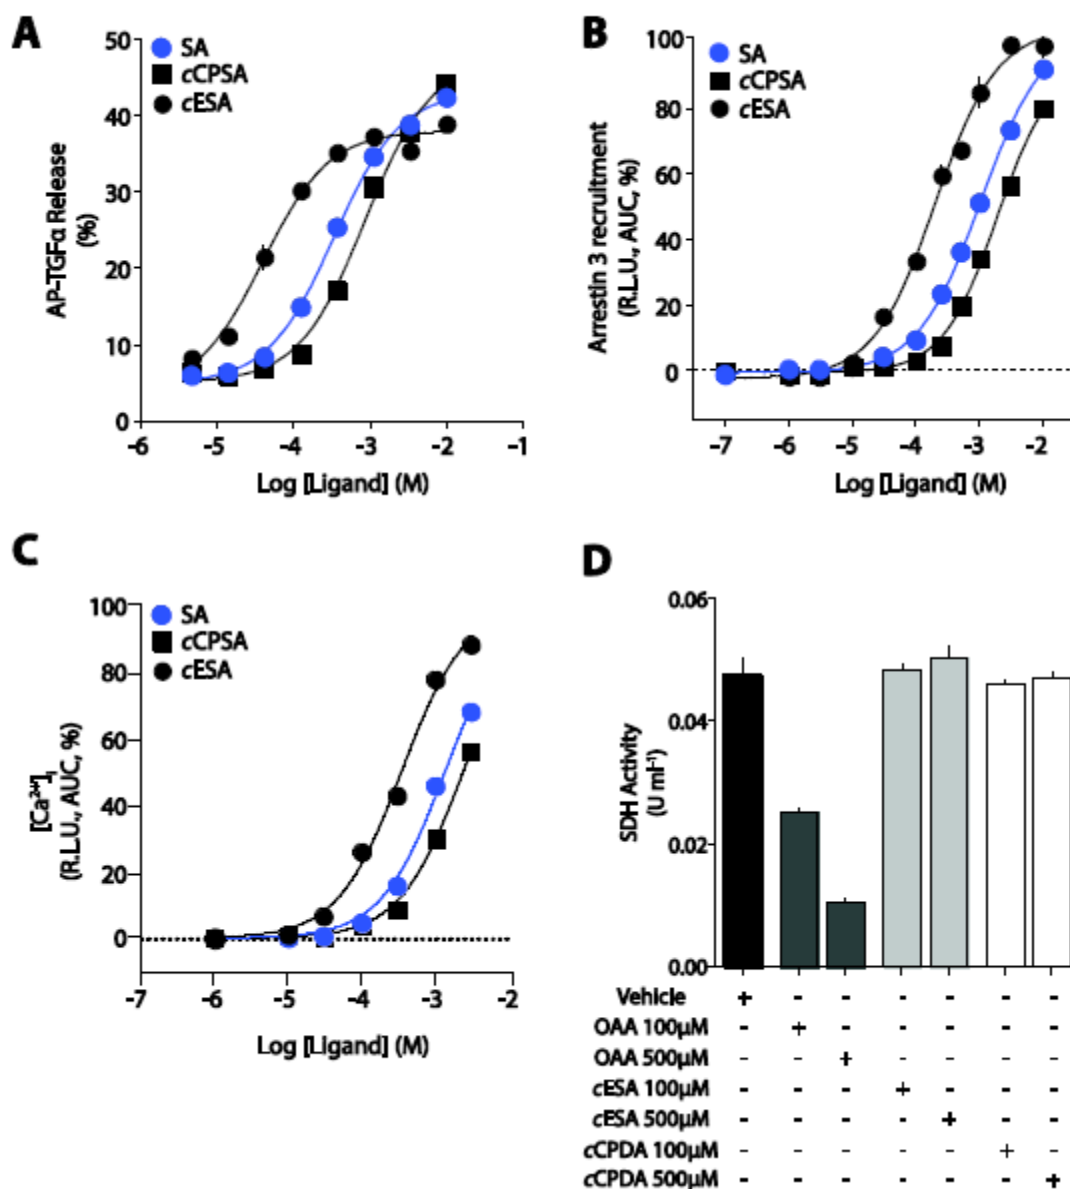 A
SA
cCPSA
cESA
50
40
30
20
10
0
AP-TGFα Release
(%)
-6 -5 -4 -3 -2 -1
Log [Ligand] (M)
B
SA
cCPSA
cESA
100
80
60
40
20
0
Arrestin 3 recruitment
(R.L.U., AUC, %)
-7 -6 -5 -4 -3 -2
Log [Ligand] (M)
C
SA
cCPSA
cESA
100
80
60
40
20
0
[Ca²⁺]i
(R.L.U., AUC, %)
-7 -6 -5 -4 -3 -2
Log [Ligand] (M)
D
0.06
0.04
0.02
0.00
SDH Activity
(U ml⁻¹)
Vehicle + - - - - - -
OAA 100µM - + - - - - -
OAA 500µM - - + - - - -
cESA 100µM - - - + - - -
cESA 500µM - - - - + - -
cCPDA 100µM - - - - - + -
cCPDA 500µM - - - - - - +